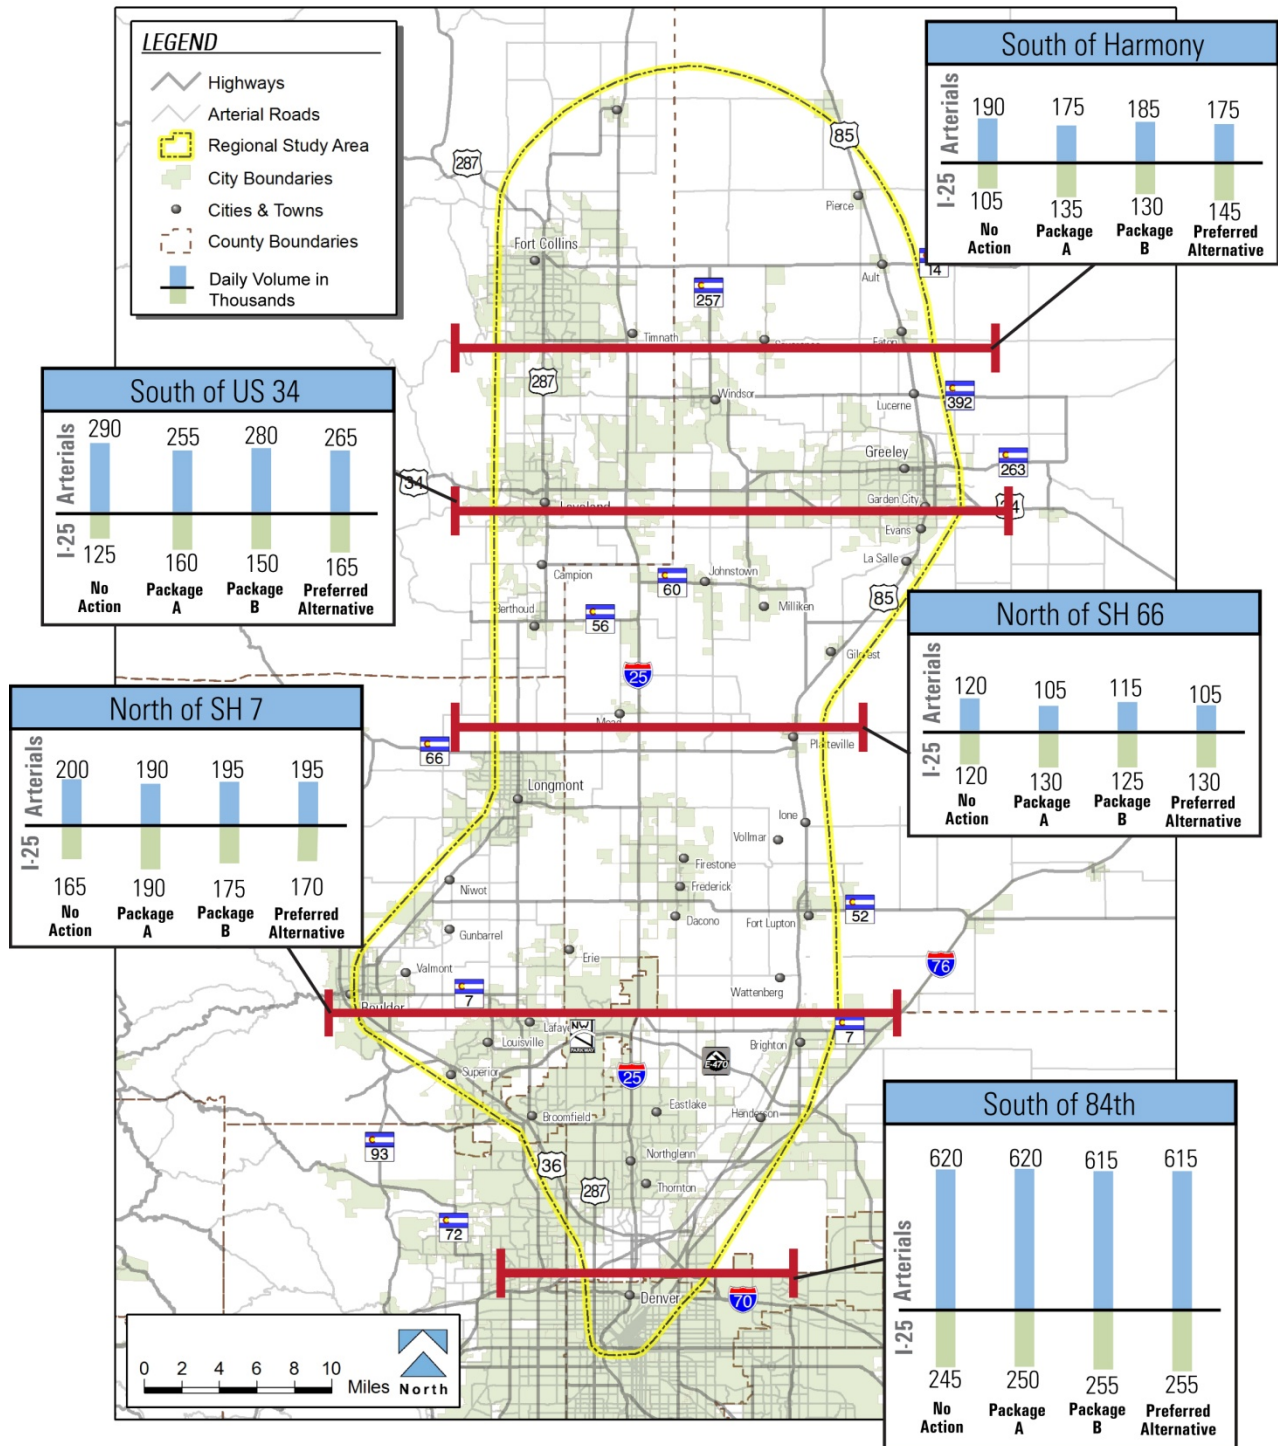 LEGEND
Highways
Arterial Roads
Regional Study Area
City Boundaries
Cities & Towns
County Boundaries
Daily Volume in
Thousands
South of Harmony
Arterials
190 175 185 175
I-25
105 135 130 145
No Action
Package A
Package B
Preferred Alternative
85
287
Pierce
Fort Collins
Ault
14
257
Timnath
Eaton
287
Windsor
Lucerne
392
South of US 34
Arterials
290 255 280 265
I-25
125 160 150 165
No Action
Package A
Package B
Preferred Alternative
Greeley
263
34
Loveland
Garden City
34
Evans
La Salle
Campion
60
Johnstown
85
Milliken
Berthoud
56
Gilcrest
25
North of SH 66
Arterials
120 105 115 105
I-25
120 130 125 130
No Action
Package A
Package B
Preferred Alternative
North of SH 7
Arterials
200 190 195 195
I-25
165 190 175 170
No Action
Package A
Package B
Preferred Alternative
Mead
Platteville
66
Longmont
Ione
Vollmar
Firestone
Niwot
Frederick
Dacono
Fort Lupton
52
Gunbarrel
Erie
76
Valmont
Wattenberg
7
Boulder
Lafaye
NW
PARKWAY
7
Louisville
Brighton
E-470
Superior
25
Eastlake
Broomfield
Henderson
93
36
Northglenn
287
Thornton
72
South of 84th
Arterials
620 620 615 615
I-25
245 250 255 255
No Action
Package A
Package B
Preferred Alternative
Denver
70
0 2 4 6 8 10
Miles
North